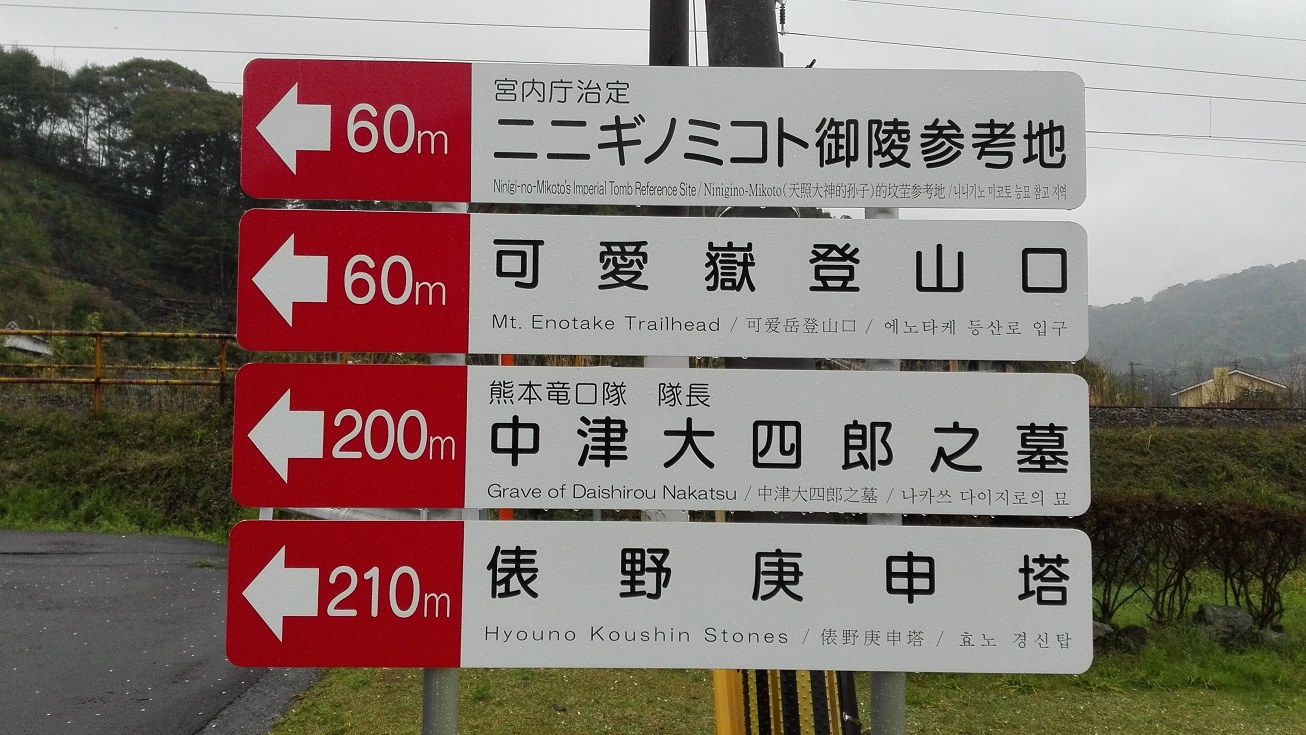 60m
宮内庁治定
ニニギノミコト御陵参考地
Ninigi-no-Mikoto's Imperial Tomb Reference Site / Ninigino-Mikoto(天照大神的孙子)的坟茔参考地 / 니니기노 미코토 능묘 참고 지역
60m
可愛嶽登山口
Mt. Enotake Trailhead / 可爱岳登山口 / 에노타케 등산로 입구
200m
熊本竜口隊 隊長
中津大四郎之墓
Grave of Daishirou Nakatsu / 中津大四郎之墓 / 나카쓰 다이지로의 묘
210m
俵野庚申塔
Hyouno Koushin Stones / 俵野庚申塔 / 효노 경신탑